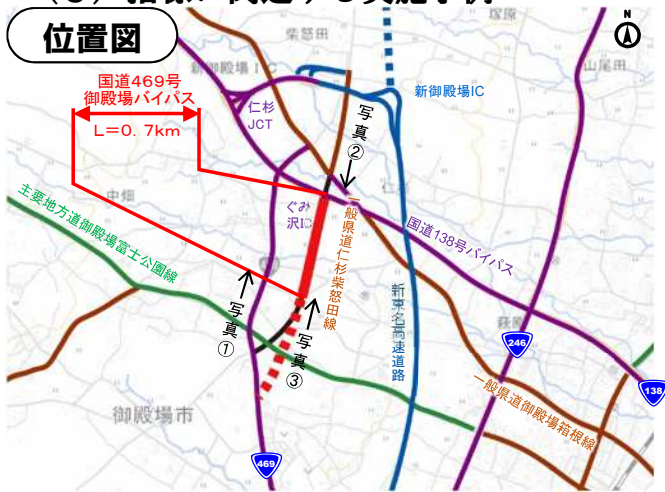 位置図
国道469号
御殿場バイパス
L=0.7km
柴怒田
塚原
N
山尾田
新御殿場IC
仁杉
JCT
新御殿場IC
写真②
中畑
仁杉
ぐみ
沢IC
主要地方道御殿場富士公園線
一般県道仁杉柴怒田線
国道138号バイパス
写真①
写真③
新東名高速道路
萩原
246
138
一般県道御殿場箱根線
御殿場市
469